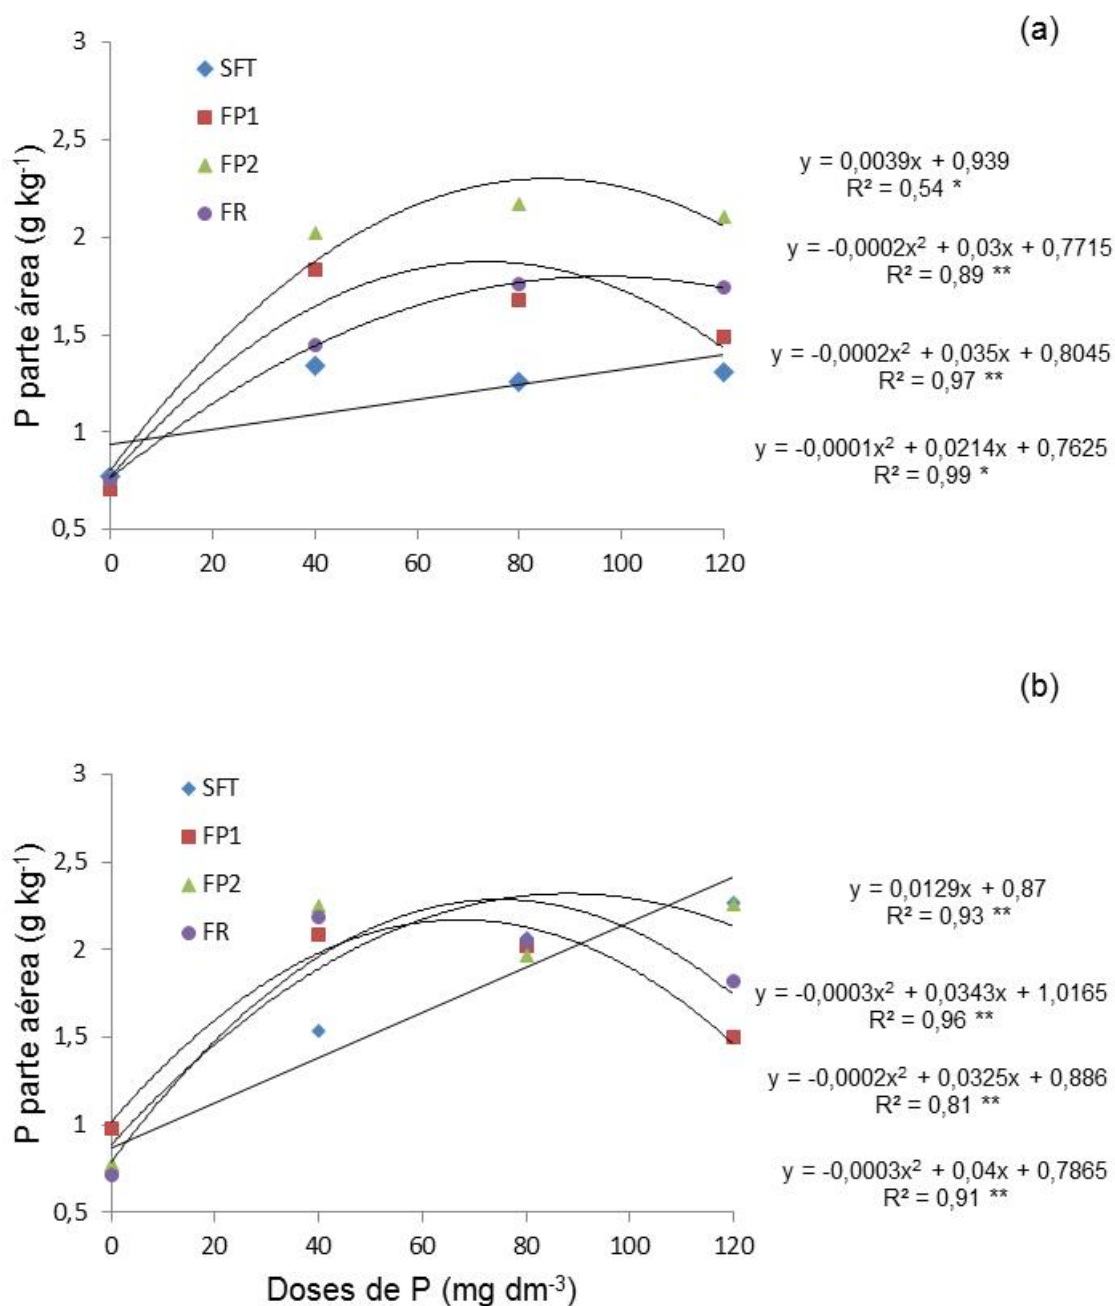 (a)
3
2,5
2
1,5
1
0,5
P parte área (g kg⁻¹)
SFT
FP1
FP2
FR
0 20 40 60 80 100 120
y = 0,0039x + 0,939
R² = 0,54 *
y = -0,0002x² + 0,03x + 0,7715
R² = 0,89 **
y = -0,0002x² + 0,035x + 0,8045
R² = 0,97 **
y = -0,0001x² + 0,0214x + 0,7625
R² = 0,99 *
(b)
3
2,5
2
1,5
1
0,5
P parte aérea (g kg⁻¹)
SFT
FP1
FP2
FR
0 20 40 60 80 100 120
Doses de P (mg dm⁻³)
y = 0,0129x + 0,87
R² = 0,93 **
y = -0,0003x² + 0,0343x + 1,0165
R² = 0,96 **
y = -0,0002x² + 0,0325x + 0,886
R² = 0,81 **
y = -0,0003x² + 0,04x + 0,7865
R² = 0,91 **